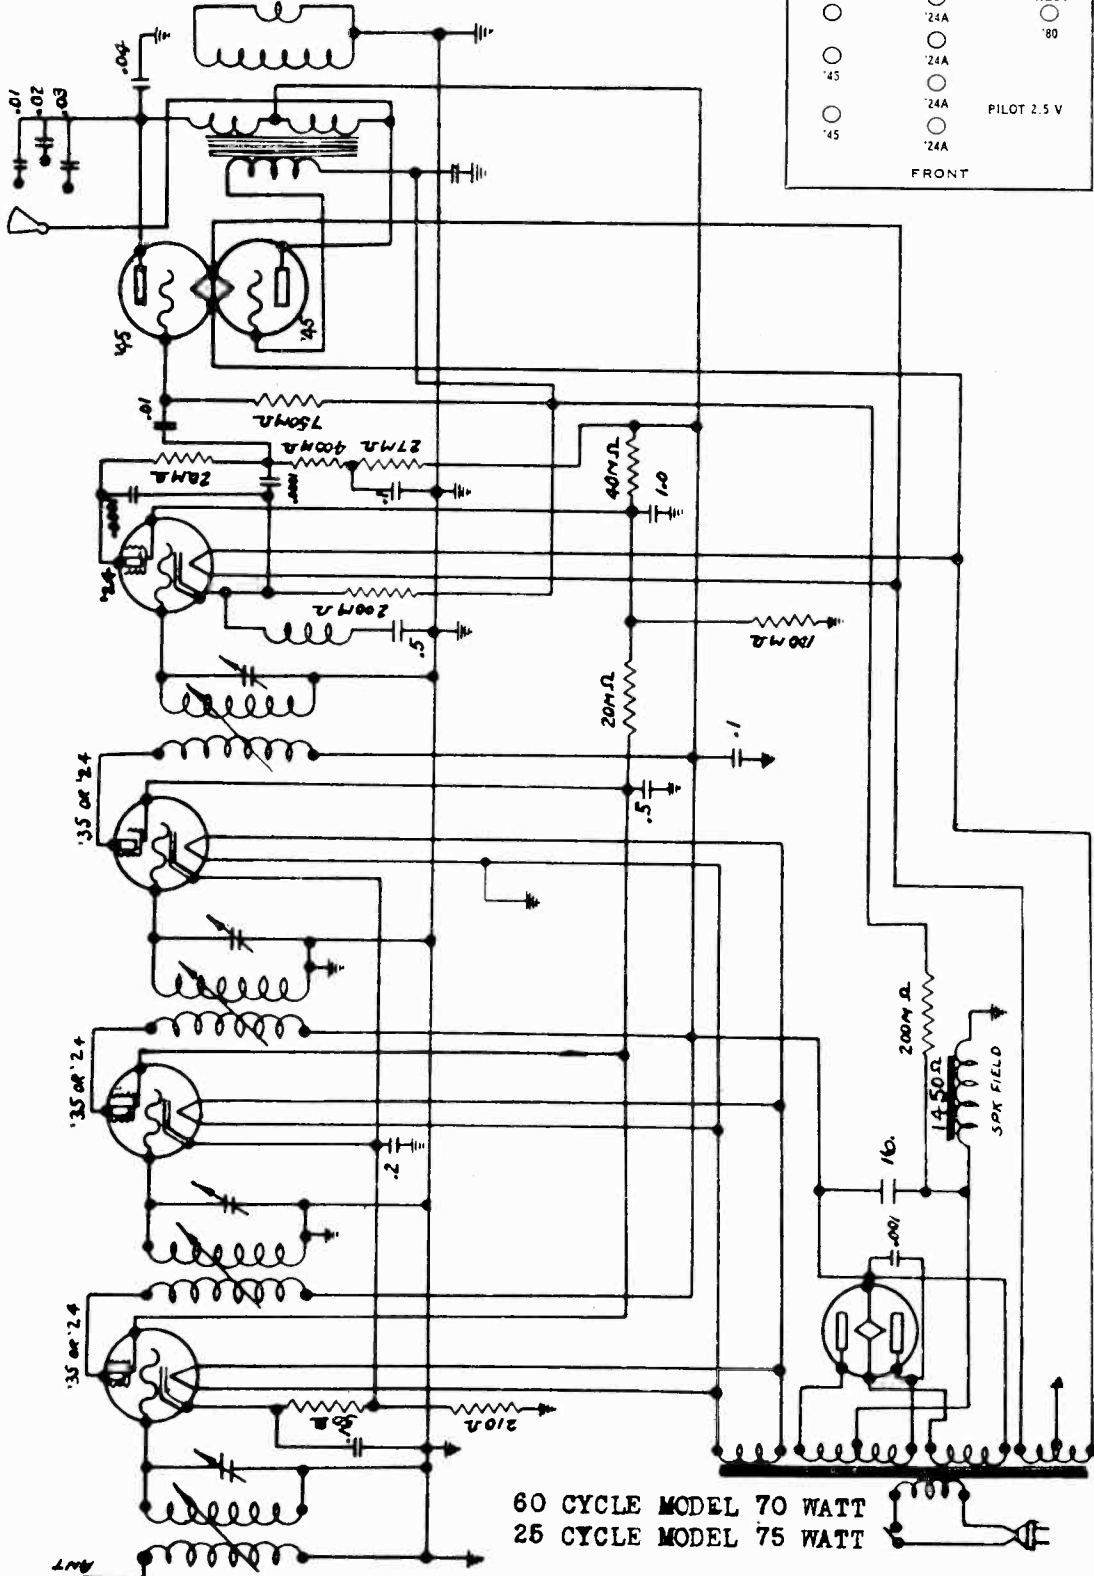 '24A
'80
'24A
'45
'24A
PILOT 2.5 V
'45
'24A
FRONT
.04
.01
.02
.03
'45
'45
.01
750MΩ
400MΩ
27MΩ
40MΩ
1.0
.0001
'24
200MΩ
.5
100MΩ
20MΩ
.1
'35 OR '24
.5
'35 OR '24
200MΩ
1450Ω
SPK FIELD
.2
16.
.001
'35 OR '24
210Ω
60 CYCLE MODEL 70 WATT
25 CYCLE MODEL 75 WATT
ANT